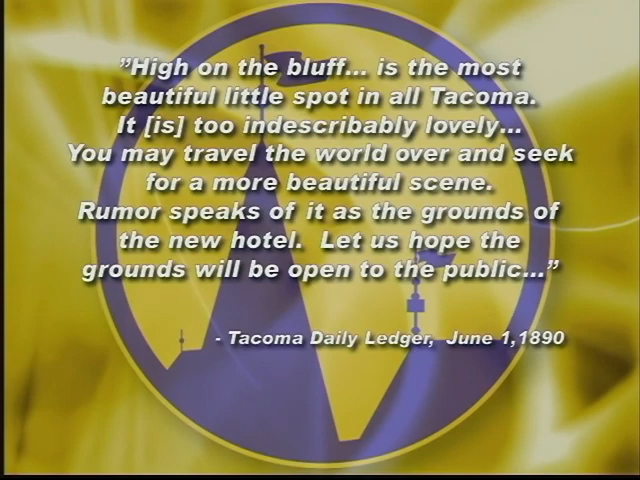 ”High on the bluff... is the most
beautiful little spot in all Tacoma.
It [is] too indescribably lovely...
You may travel the world over and seek
for a more beautiful scene.
Rumor speaks of it as the grounds of
the new hotel.  Let us hope the
grounds will be open to the public...”
- Tacoma Daily Ledger,  June 1,1890